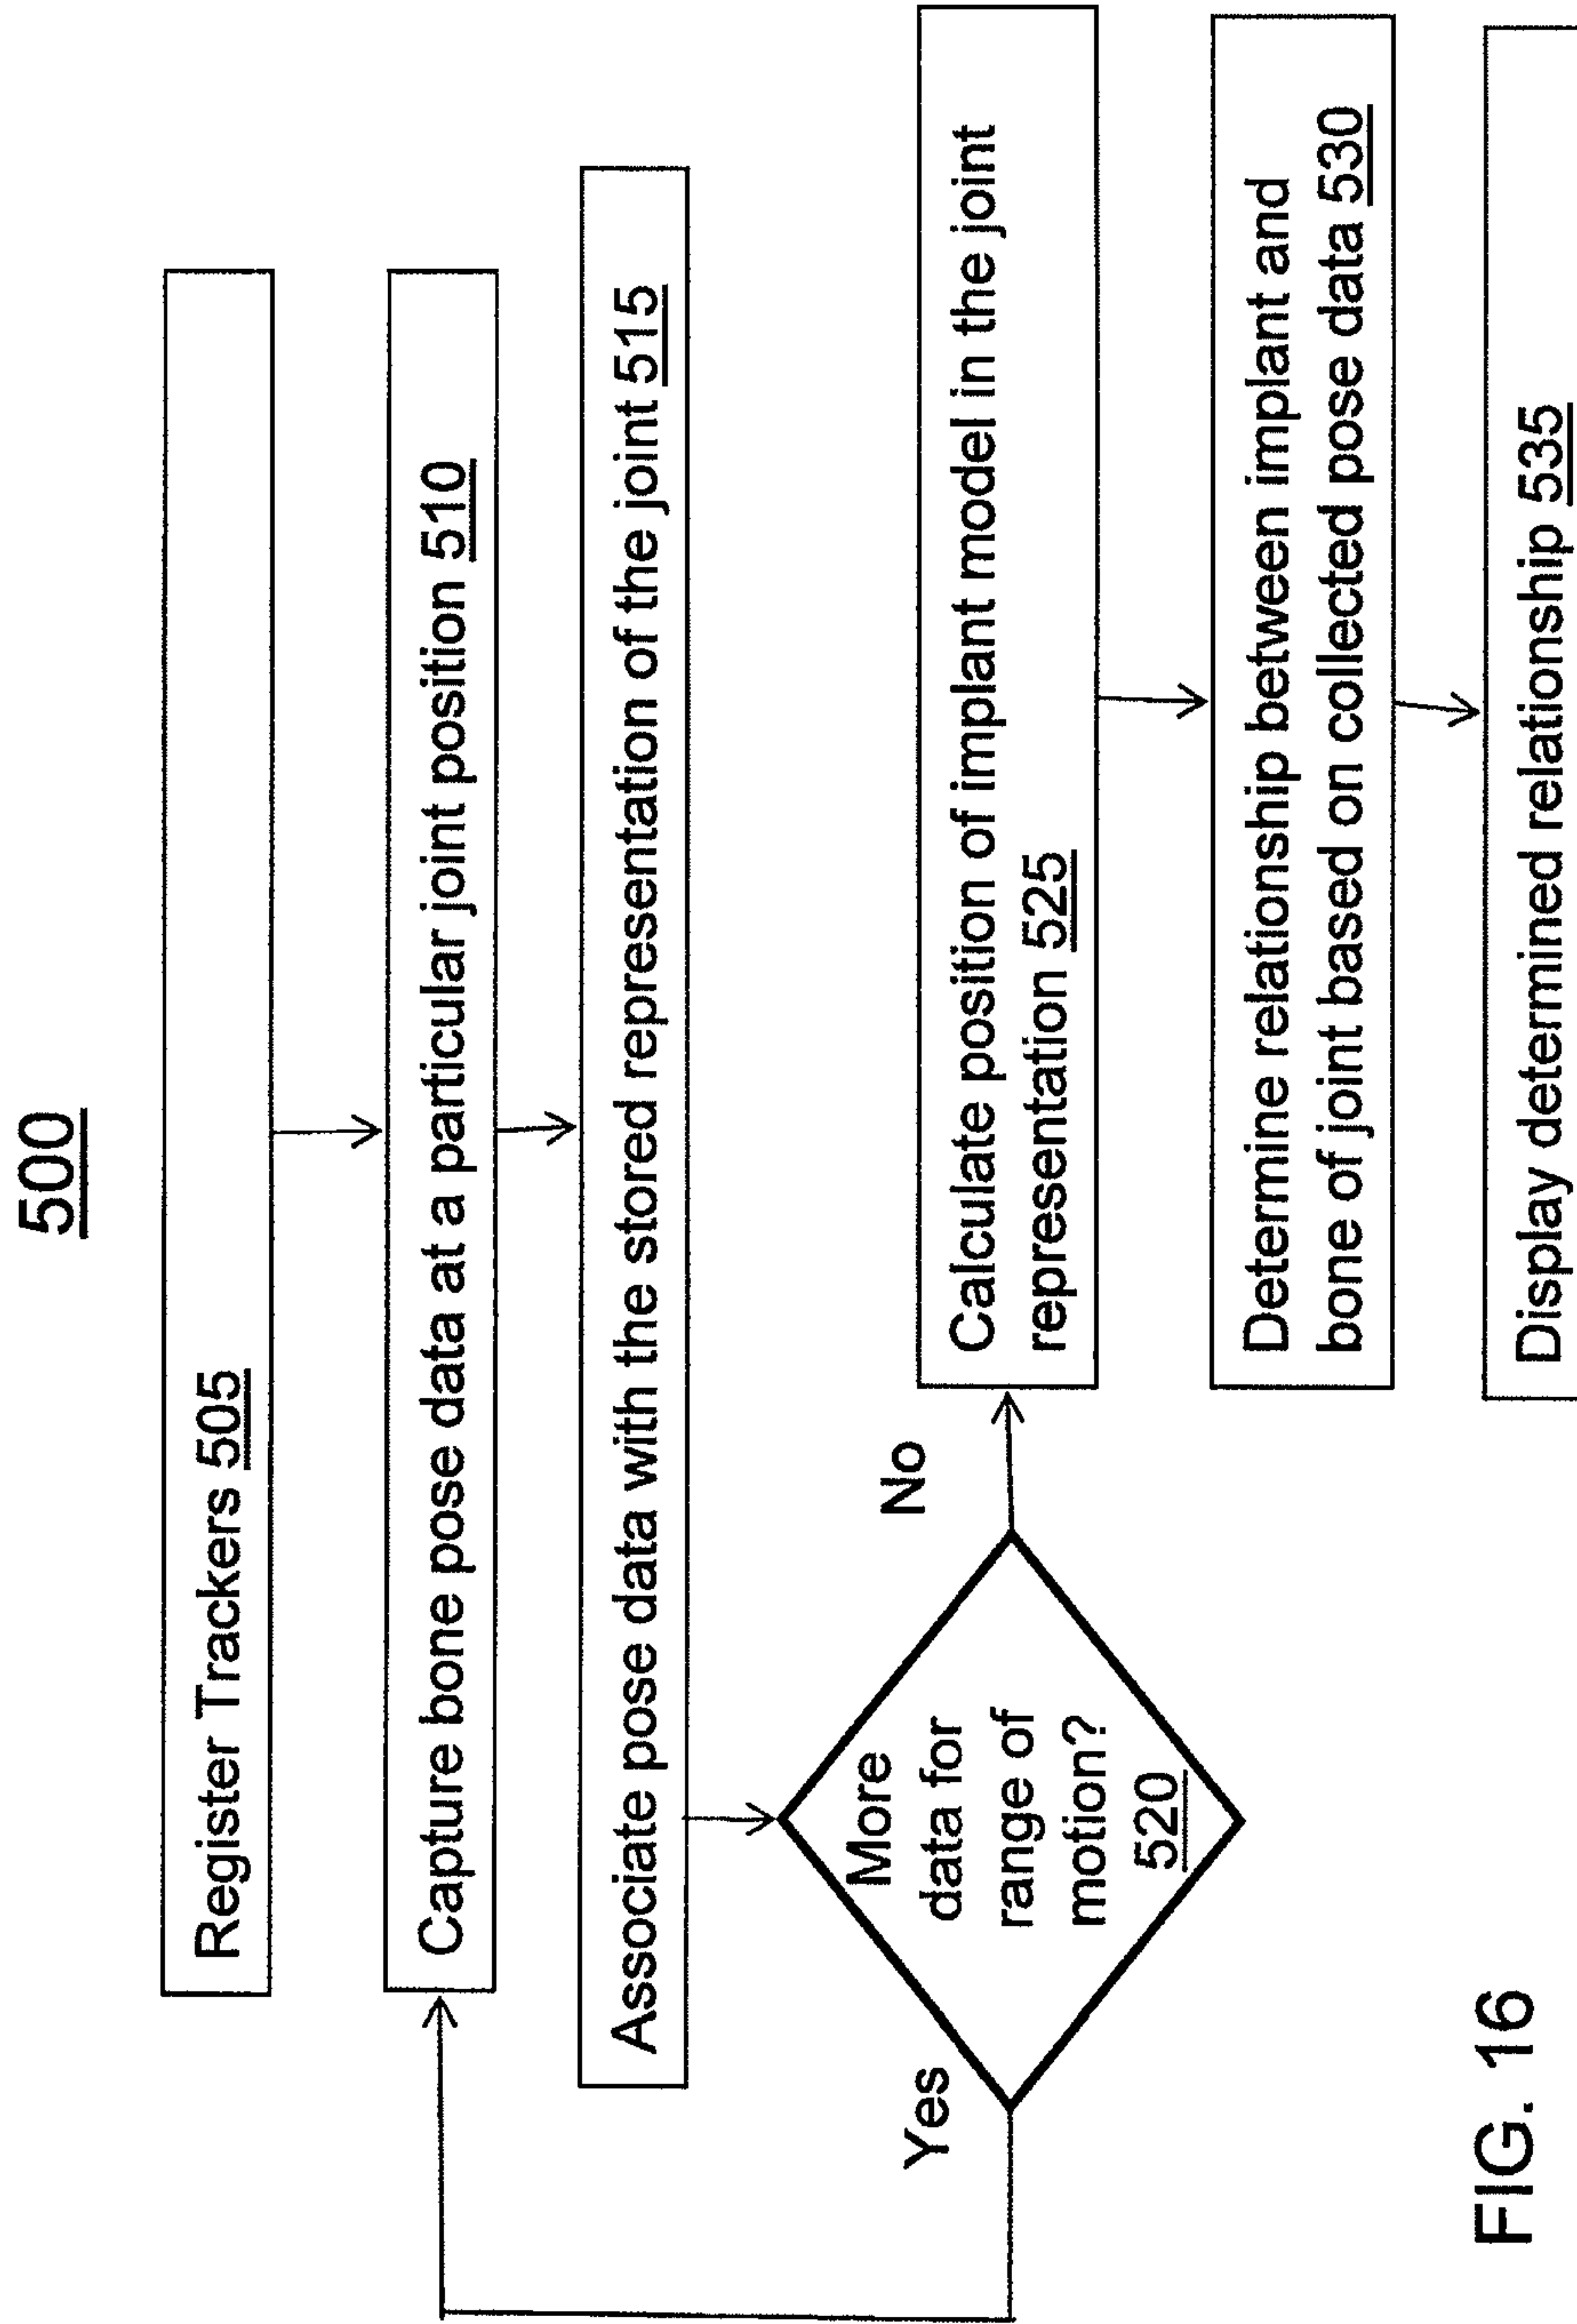 500
Register Trackers 505
Capture bone pose data at a particular joint position 510
Associate pose data with the stored representation of the joint 515
More
data for
range of
motion?
520
Yes
No
Calculate position of implant model in the joint
representation 525
Determine relationship between implant and
bone of joint based on collected pose data 530
Display determined relationship 535
FIG. 16